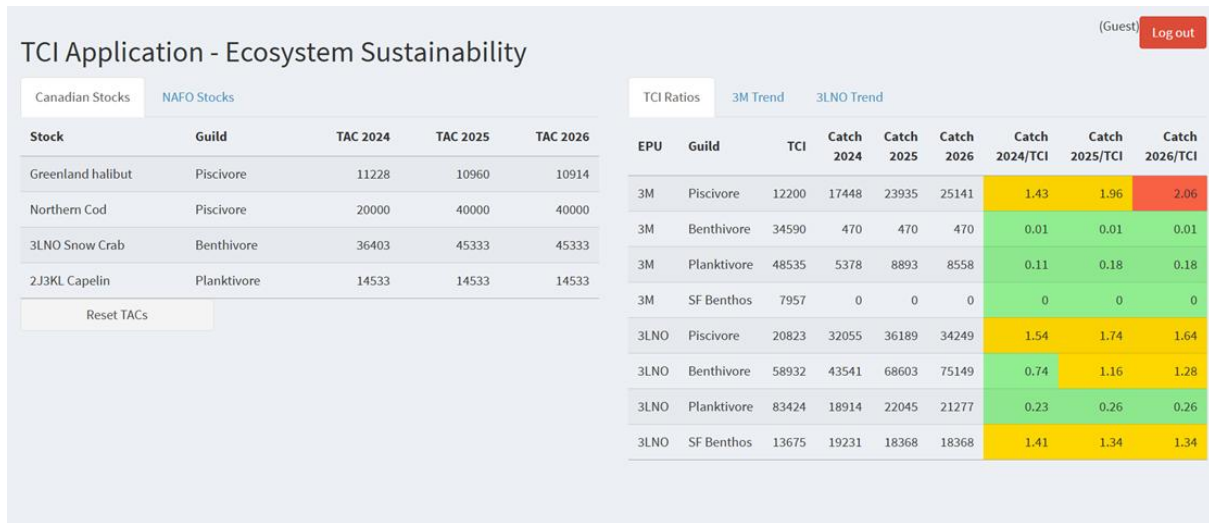 (Guest) Log out
TCI Application - Ecosystem Sustainability
Canadian Stocks NAFO Stocks
Stock Guild TAC 2024 TAC 2025 TAC 2026
Greenland halibut Piscivore 11228 10960 10914
Northern Cod Piscivore 20000 40000 40000
3LNO Snow Crab Benthivore 36403 45333 45333
2J3KL Capelin Planktivore 14533 14533 14533
Reset TACs
TCI Ratios 3M Trend 3LNO Trend
EPU Guild TCI Catch 2024 Catch 2025 Catch 2026 Catch 2024/TCI Catch 2025/TCI Catch 2026/TCI
3M Piscivore 12200 17448 23935 25141 1.43 1.96 2.06
3M Benthivore 34590 470 470 470 0.01 0.01 0.01
3M Planktivore 48535 5378 8893 8558 0.11 0.18 0.18
3M SF Benthos 7957 0 0 0 0 0 0
3LNO Piscivore 20823 32055 36189 34249 1.54 1.74 1.64
3LNO Benthivore 58932 43541 68603 75149 0.74 1.16 1.28
3LNO Planktivore 83424 18914 22045 21277 0.23 0.26 0.26
3LNO SF Benthos 13675 19231 18368 18368 1.41 1.34 1.34